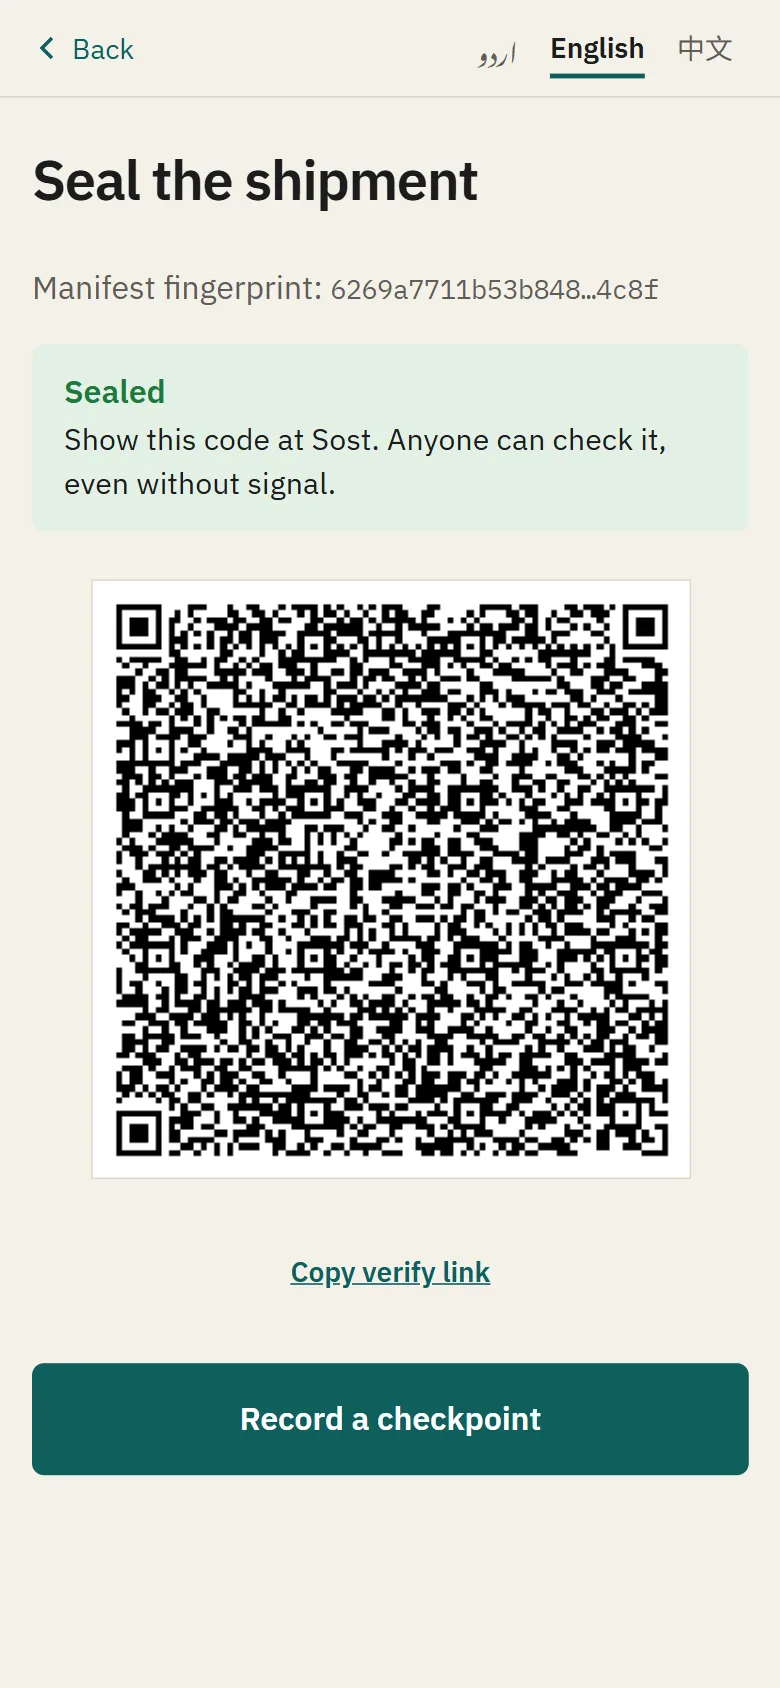 Back
اردو
English
中文
Seal the shipment
Manifest fingerprint: 6269a7711b53b848…4c8f
Sealed
Show this code at Sost. Anyone can check it,
even without signal.
Copy verify link
Record a checkpoint